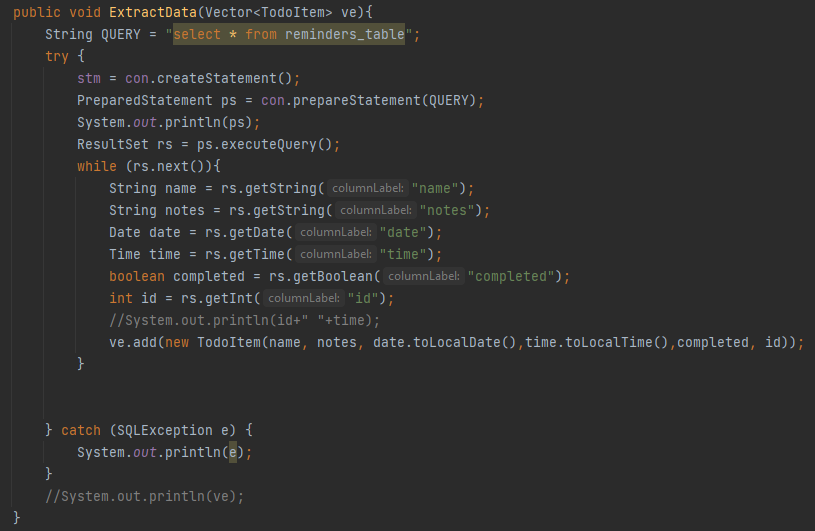 public void ExtractData(Vector<TodoItem> ve){
    String QUERY = "select * from reminders_table";
    try {
        stm = con.createStatement();
        PreparedStatement ps = con.prepareStatement(QUERY);
        System.out.println(ps);
        ResultSet rs = ps.executeQuery();
        while (rs.next()){
            String name = rs.getString( columnLabel: "name");
            String notes = rs.getString( columnLabel: "notes");
            Date date = rs.getDate( columnLabel: "date");
            Time time = rs.getTime( columnLabel: "time");
            boolean completed = rs.getBoolean( columnLabel: "completed");
            int id = rs.getInt( columnLabel: "id");
            //System.out.println(id+" "+time);
            ve.add(new TodoItem(name, notes, date.toLocalDate(),time.toLocalTime(),completed, id));
        }
    } catch (SQLException e) {
        System.out.println(e);
    }
    //System.out.println(ve);
}